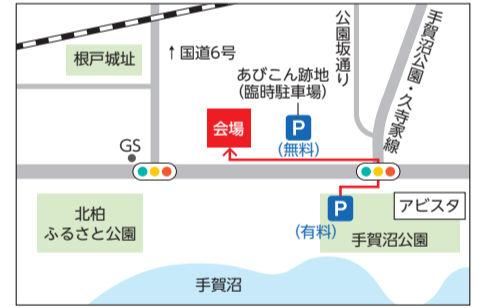 根戸城址
↑国道6号
公園坂通り
手賀沼公園・久寺家線
あびこん跡地
(臨時駐車場)
会場
P
(無料)
GS
北柏
ふるさと公園
P
(有料)
アビスタ
手賀沼公園
手賀沼